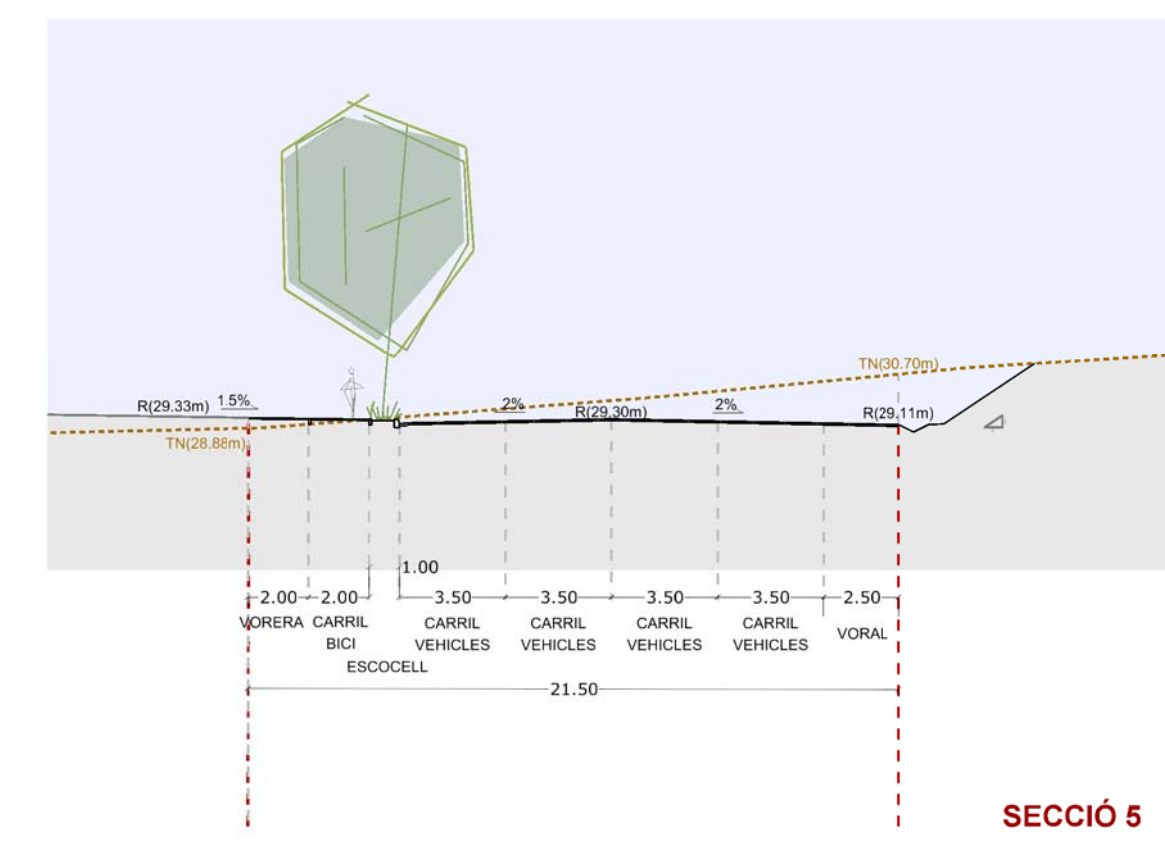 TN(30.70m)
R(29.33m) 1.5% 2% R(29.30m) 2% R(29.11m)
TN(28.88m)
1.00
2.00 2.00 3.50 3.50 3.50 3.50 2.50
VORERA CARRIL BICI CARRIL VEHICLES CARRIL VEHICLES CARRIL VEHICLES CARRIL VEHICLES VORAL
ESCOCELL
21.50
SECCIÓ 5